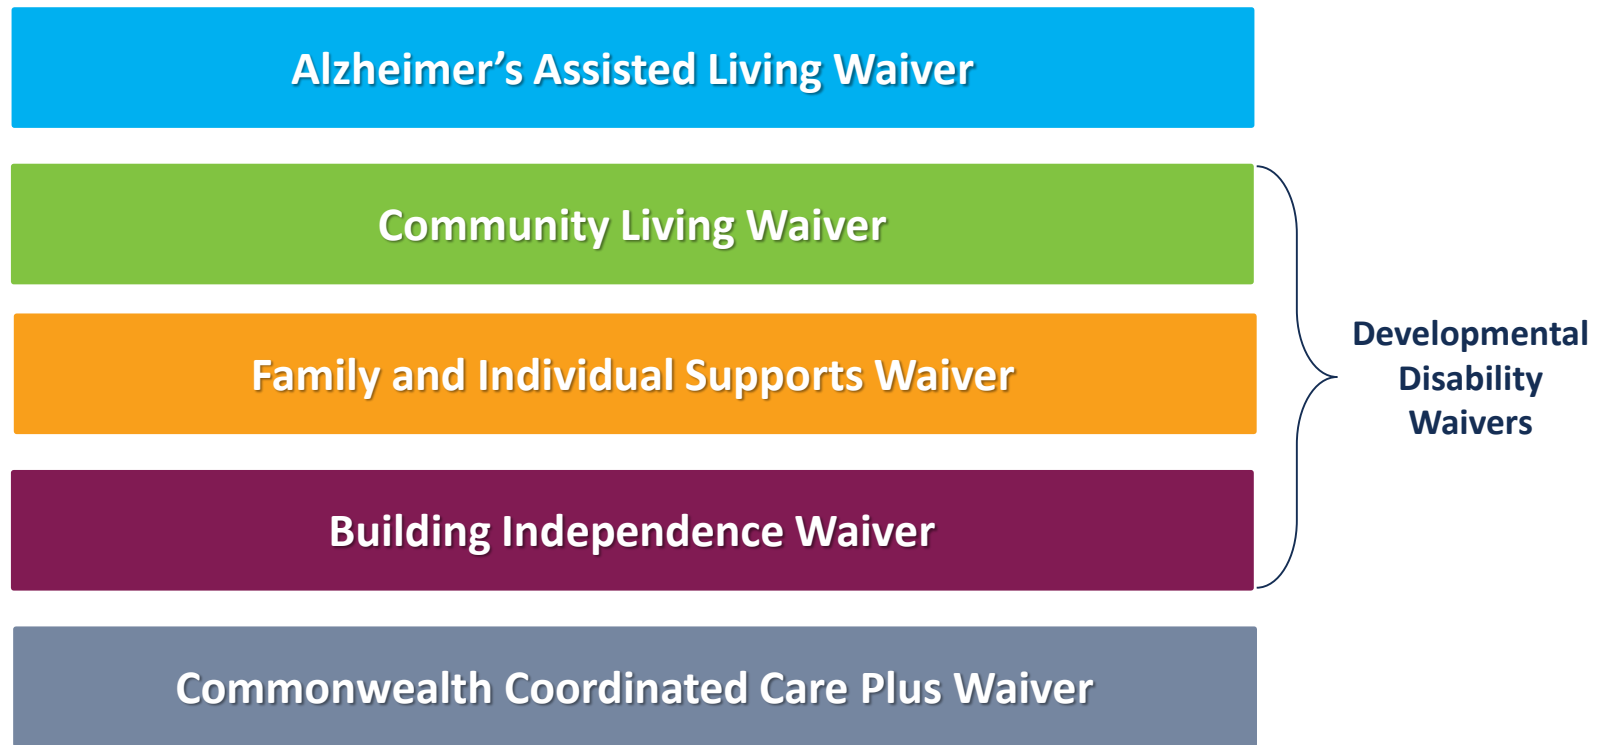 Alzheimer’s Assisted Living Waiver
Community Living Waiver
Family and Individual Supports Waiver
Building Independence Waiver
Commonwealth Coordinated Care Plus Waiver
Developmental
Disability
Waivers